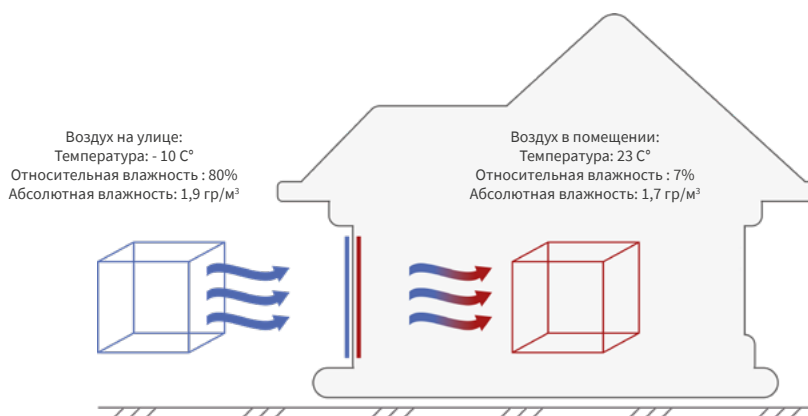 Воздух на улице:
Температура: - 10 С°
Относительная влажность : 80%
Абсолютная влажность: 1,9 гр/м³
Воздух в помещении:
Температура: 23 С°
Относительная влажность : 7%
Абсолютная влажность: 1,7 гр/м³